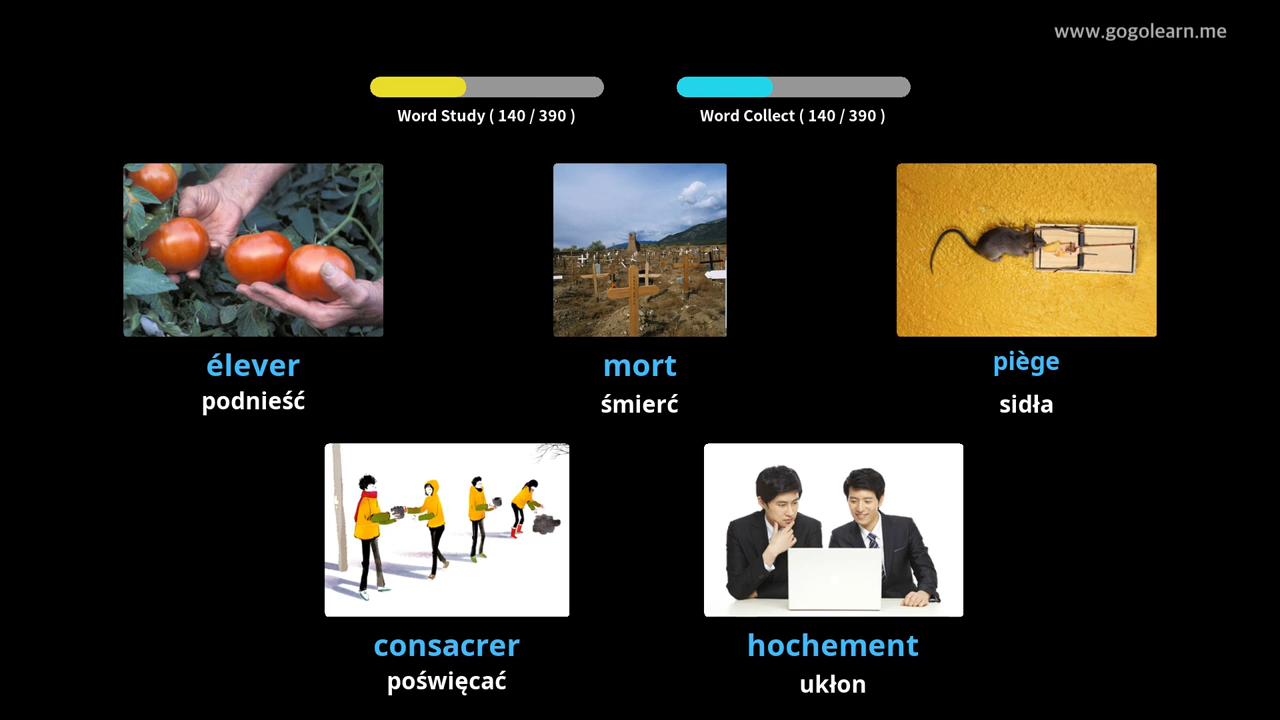 www.gogolearn.me
Word Study ( 140 / 390 )
Word Collect ( 140 / 390 )
élever
podnieść
mort
śmierć
piège
sidła
consacrer
poświęcać
hochement
ukłon